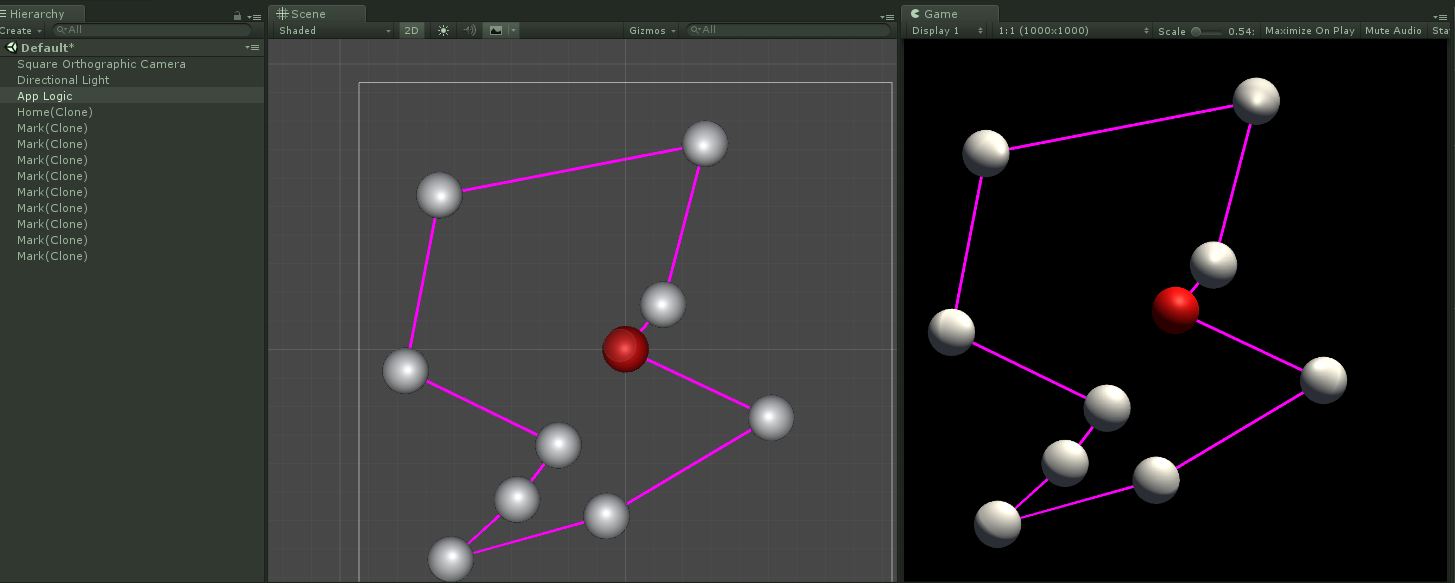 Hierarchy
Create All
Default*
Square Orthographic Camera
Directional Light
App Logic
Home(Clone)
Mark(Clone)
Mark(Clone)
Mark(Clone)
Mark(Clone)
Mark(Clone)
Mark(Clone)
Mark(Clone)
Mark(Clone)
Mark(Clone)
Scene
Shaded 2D Gizmos All
Game
Display 1 1:1 (1000x1000) Scale 0.54: Maximize On Play Mute Audio Sta